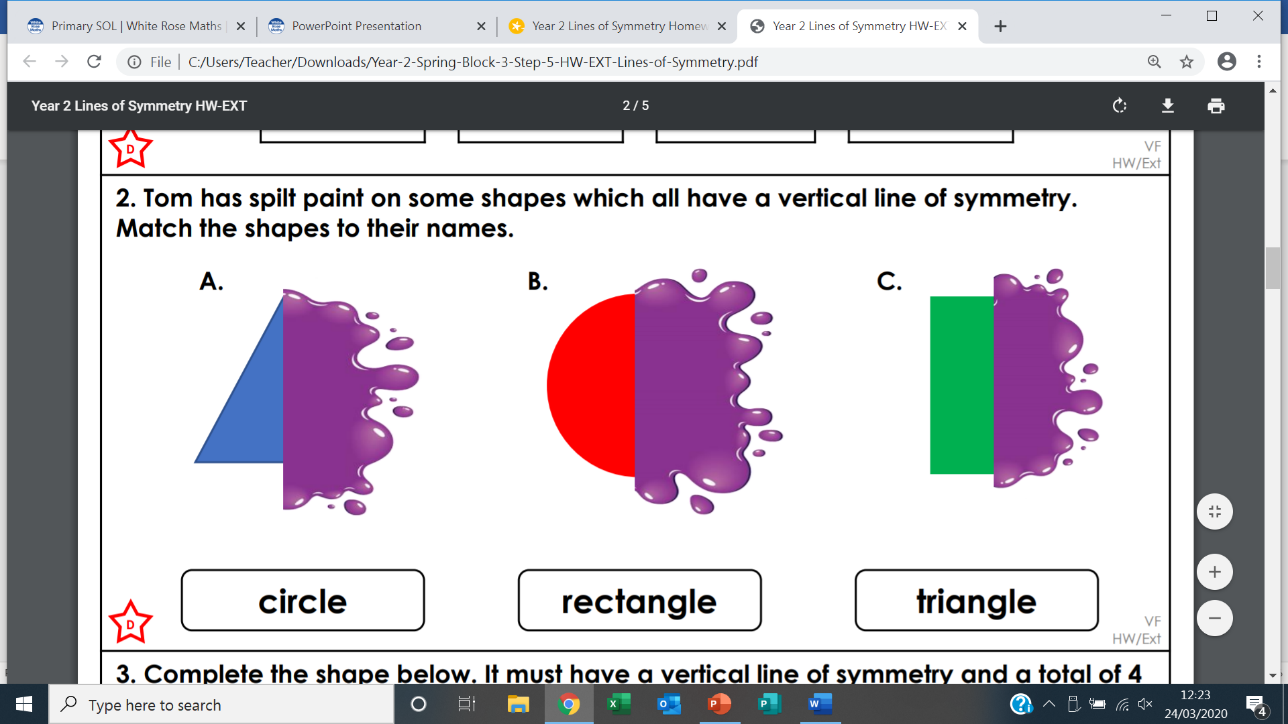 Primary SOL | White Rose Maths
PowerPoint Presentation
Year 2 Lines of Symmetry Homew
Year 2 Lines of Symmetry HW-EX
File | C:/Users/Teacher/Downloads/Year-2-Spring-Block-3-Step-5-HW-EXT-Lines-of-Symmetry.pdf
Year 2 Lines of Symmetry HW-EXT
2 / 5
D
VF
HW/Ext
2. Tom has spilt paint on some shapes which all have a vertical line of symmetry.
Match the shapes to their names.
A.
B.
C.
circle
rectangle
triangle
D
VF
HW/Ext
3. Complete the shape below. It must have a vertical line of symmetry and a total of 4
Type here to search
12:23
24/03/2020
4